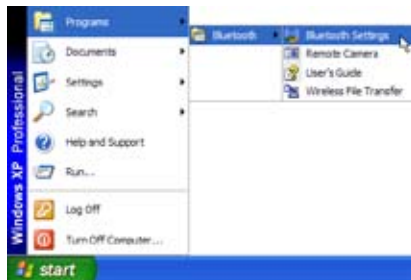 Programs
Documents
Settings
Search
Help and Support
Run...
Log Off
Turn Off Computer...
Bluetooth
Bluetooth Settings
Remote Camera
User's Guide
Wireless File Transfer
Windows XP Professional
start